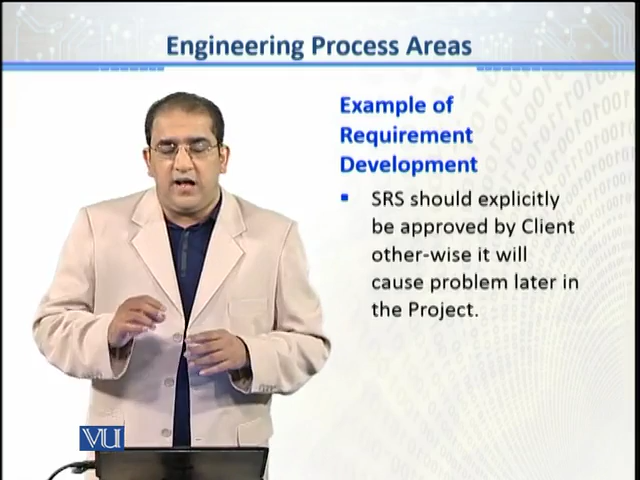 Engineering Process Areas
Example of
Requirement
Development
SRS should explicitly
be approved by Client
other-wise it will
cause problem later in
the Project.
VU